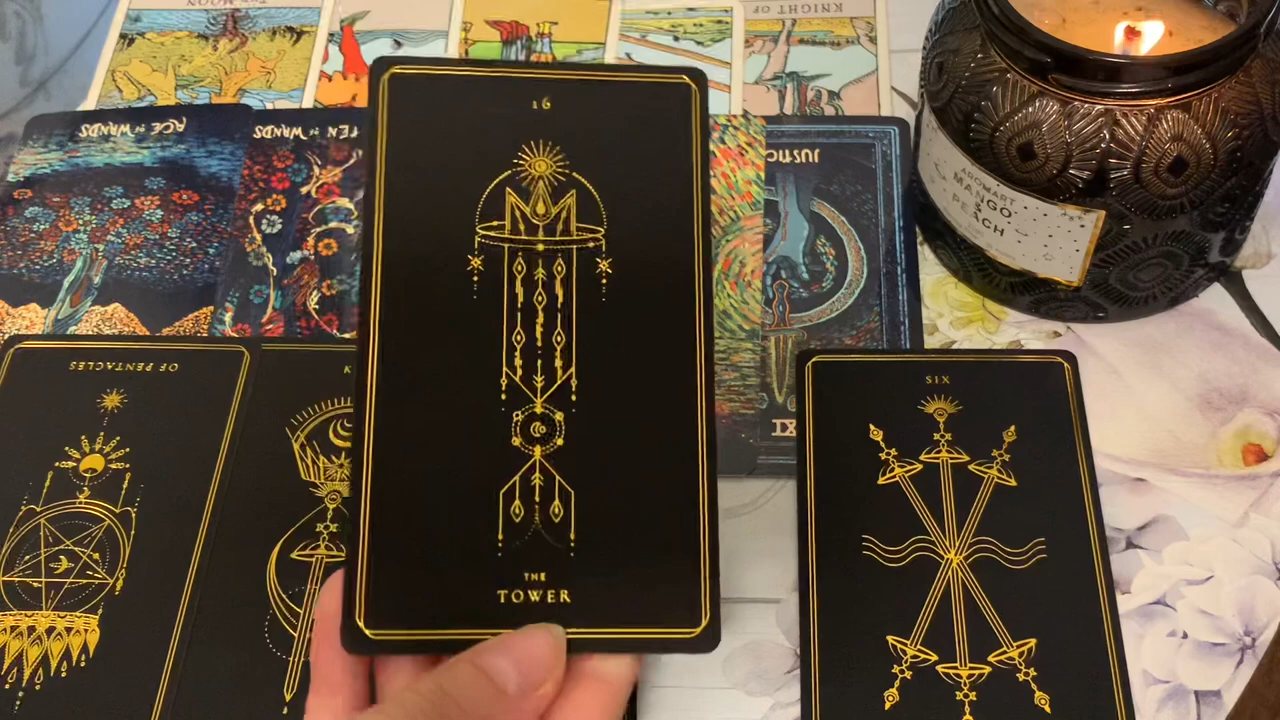 THE MOON
KNIGHT OF
ACE OF WANDS
TEN OF WANDS
16
JUSTICE
AROMART
MANGO
&
PEACH
OF PENTACLES
K
SIX
XI
THE
TOWER